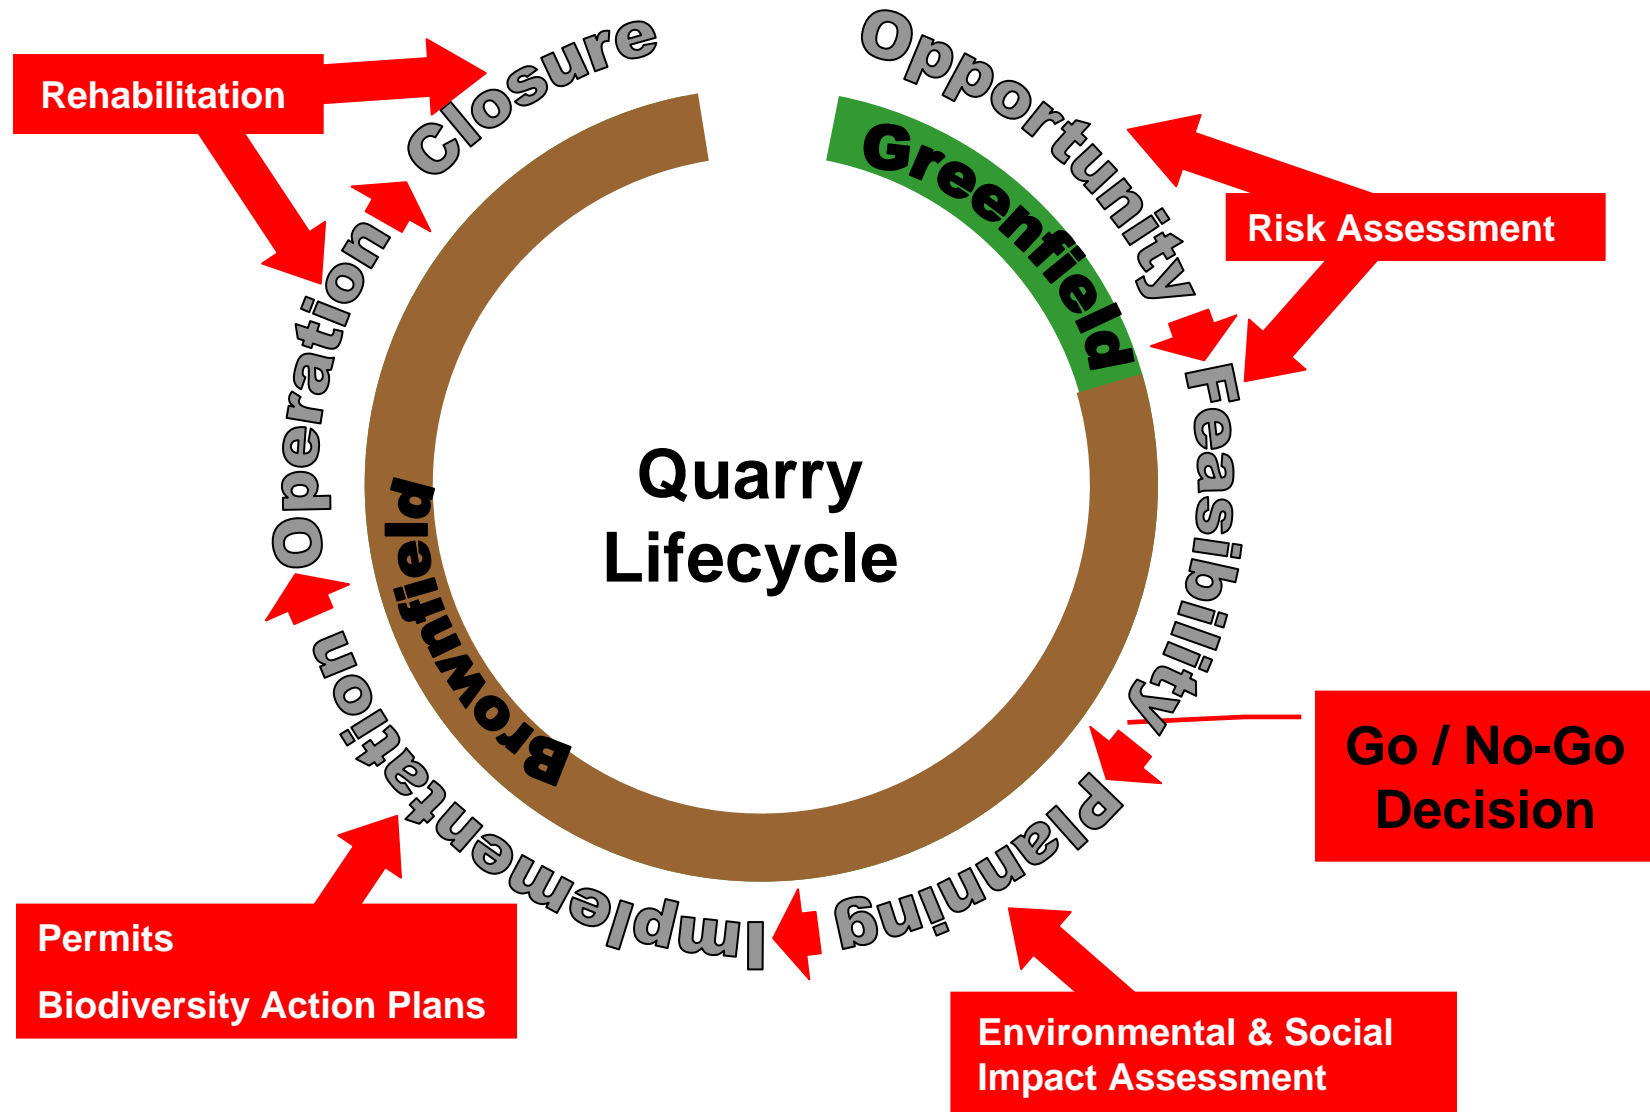 Opportunity
Greenfield
Risk Assessment
Feasibility
Go / No-Go
Decision
Planning
Environmental & Social
Impact Assessment
Implementation
Permits
Biodiversity Action Plans
Operation
Brownfield
Rehabilitation
Closure
Quarry
Lifecycle